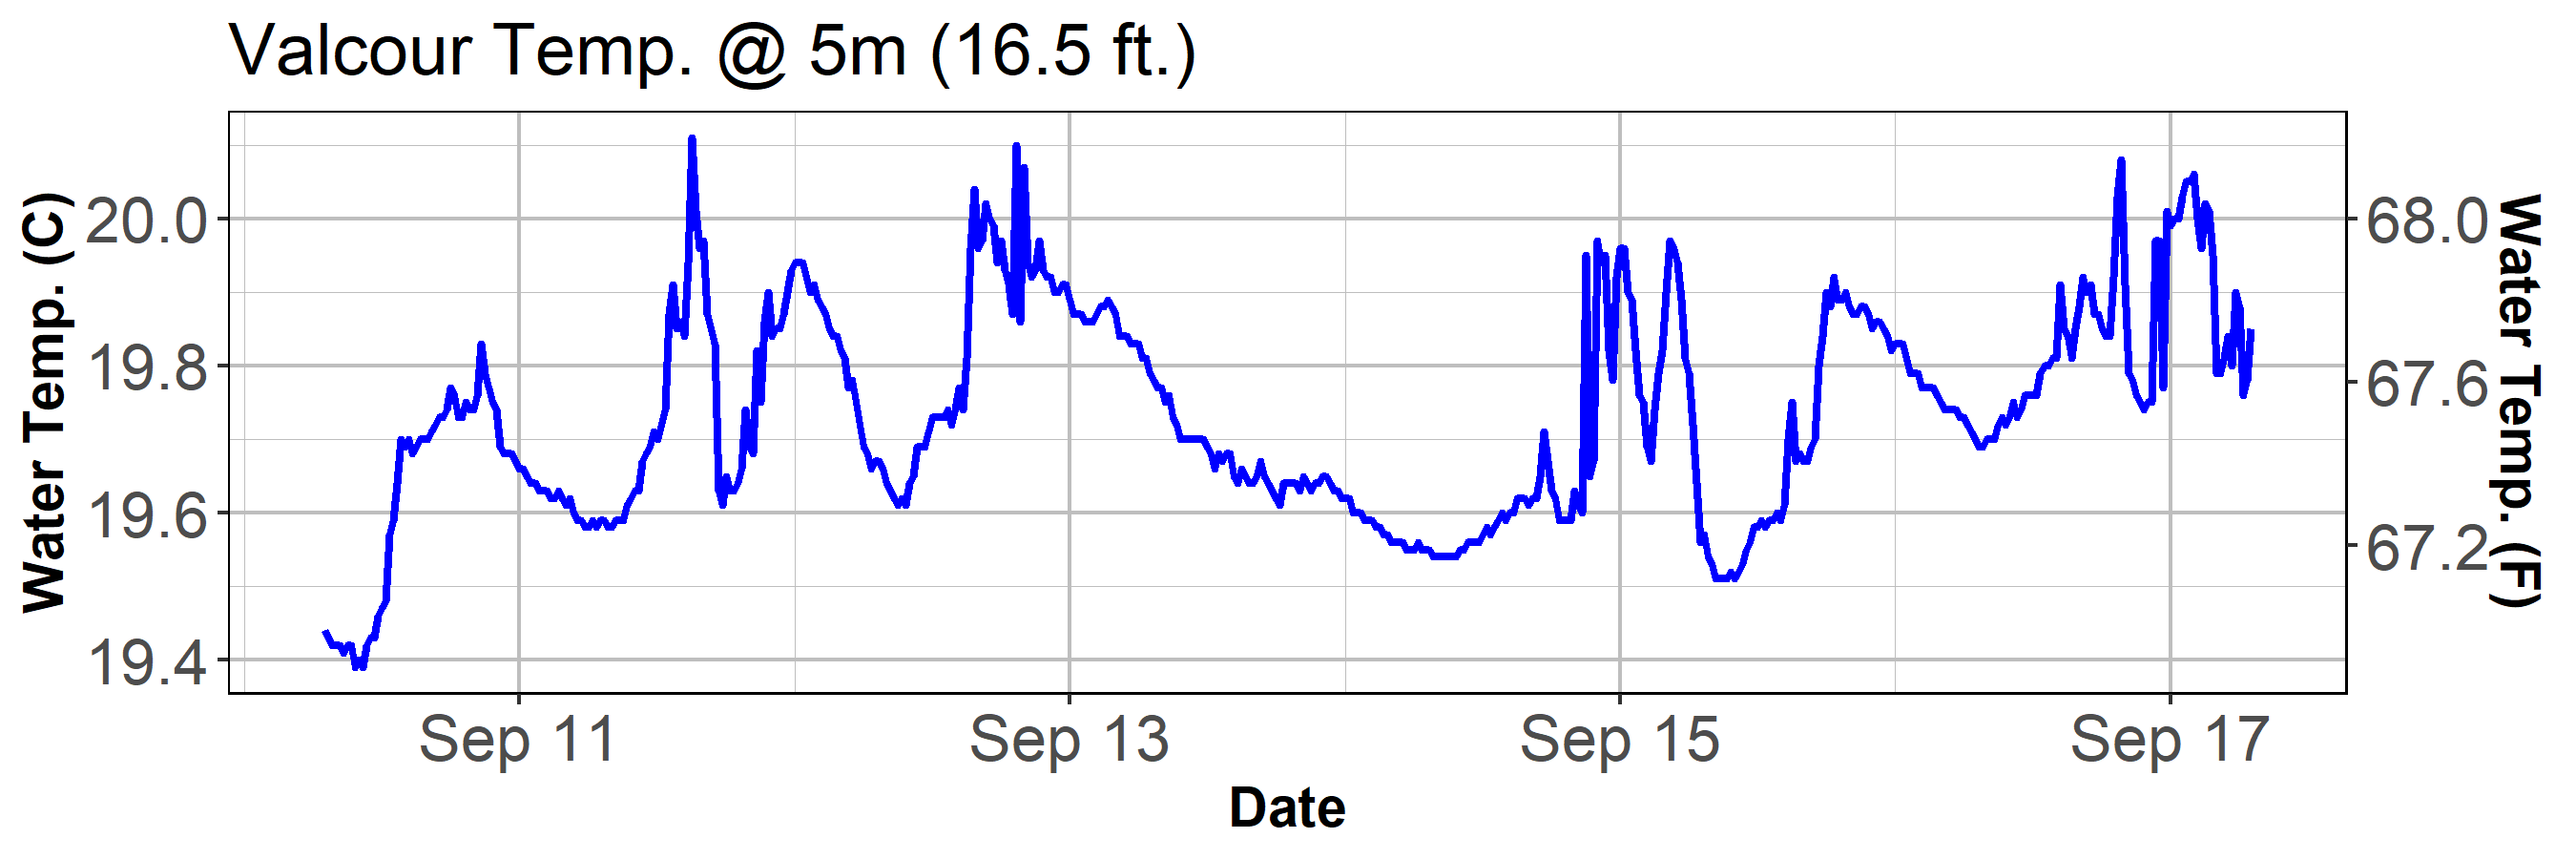 Valcour Temp. @ 5m (16.5 ft.)
Water Temp. (C)
20.0
19.8
19.6
19.4
68.0
67.6
67.2
Water Temp. (F)
Sep 11 Sep 13 Sep 15 Sep 17
Date